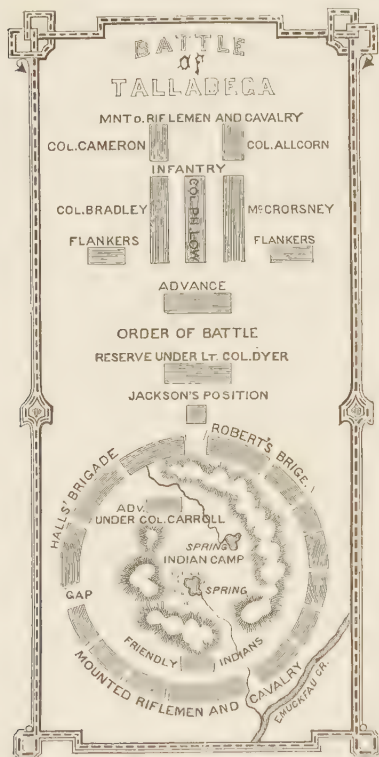 BATTLE
of
TALLADEGA
MNTD. RIFLEMEN AND CAVALRY
COL. CAMERON
COL. ALLCORN
INFANTRY
COL. BRADLEY
COL PILLOW
McCRORSNEY
FLANKERS
FLANKERS
ADVANCE
ORDER OF BATTLE
RESERVE UNDER LT. COL. DYER
JACKSON'S POSITION
HALLS' BRIGADE
ROBERT'S BRIGE.
ADV.
UNDER COL. CARROLL
SPRING
INDIAN CAMP
SPRING
GAP
FRIENDLY INDIANS
MOUNTED RIFLEMEN AND CAVALRY
EMUCKFAU CR.